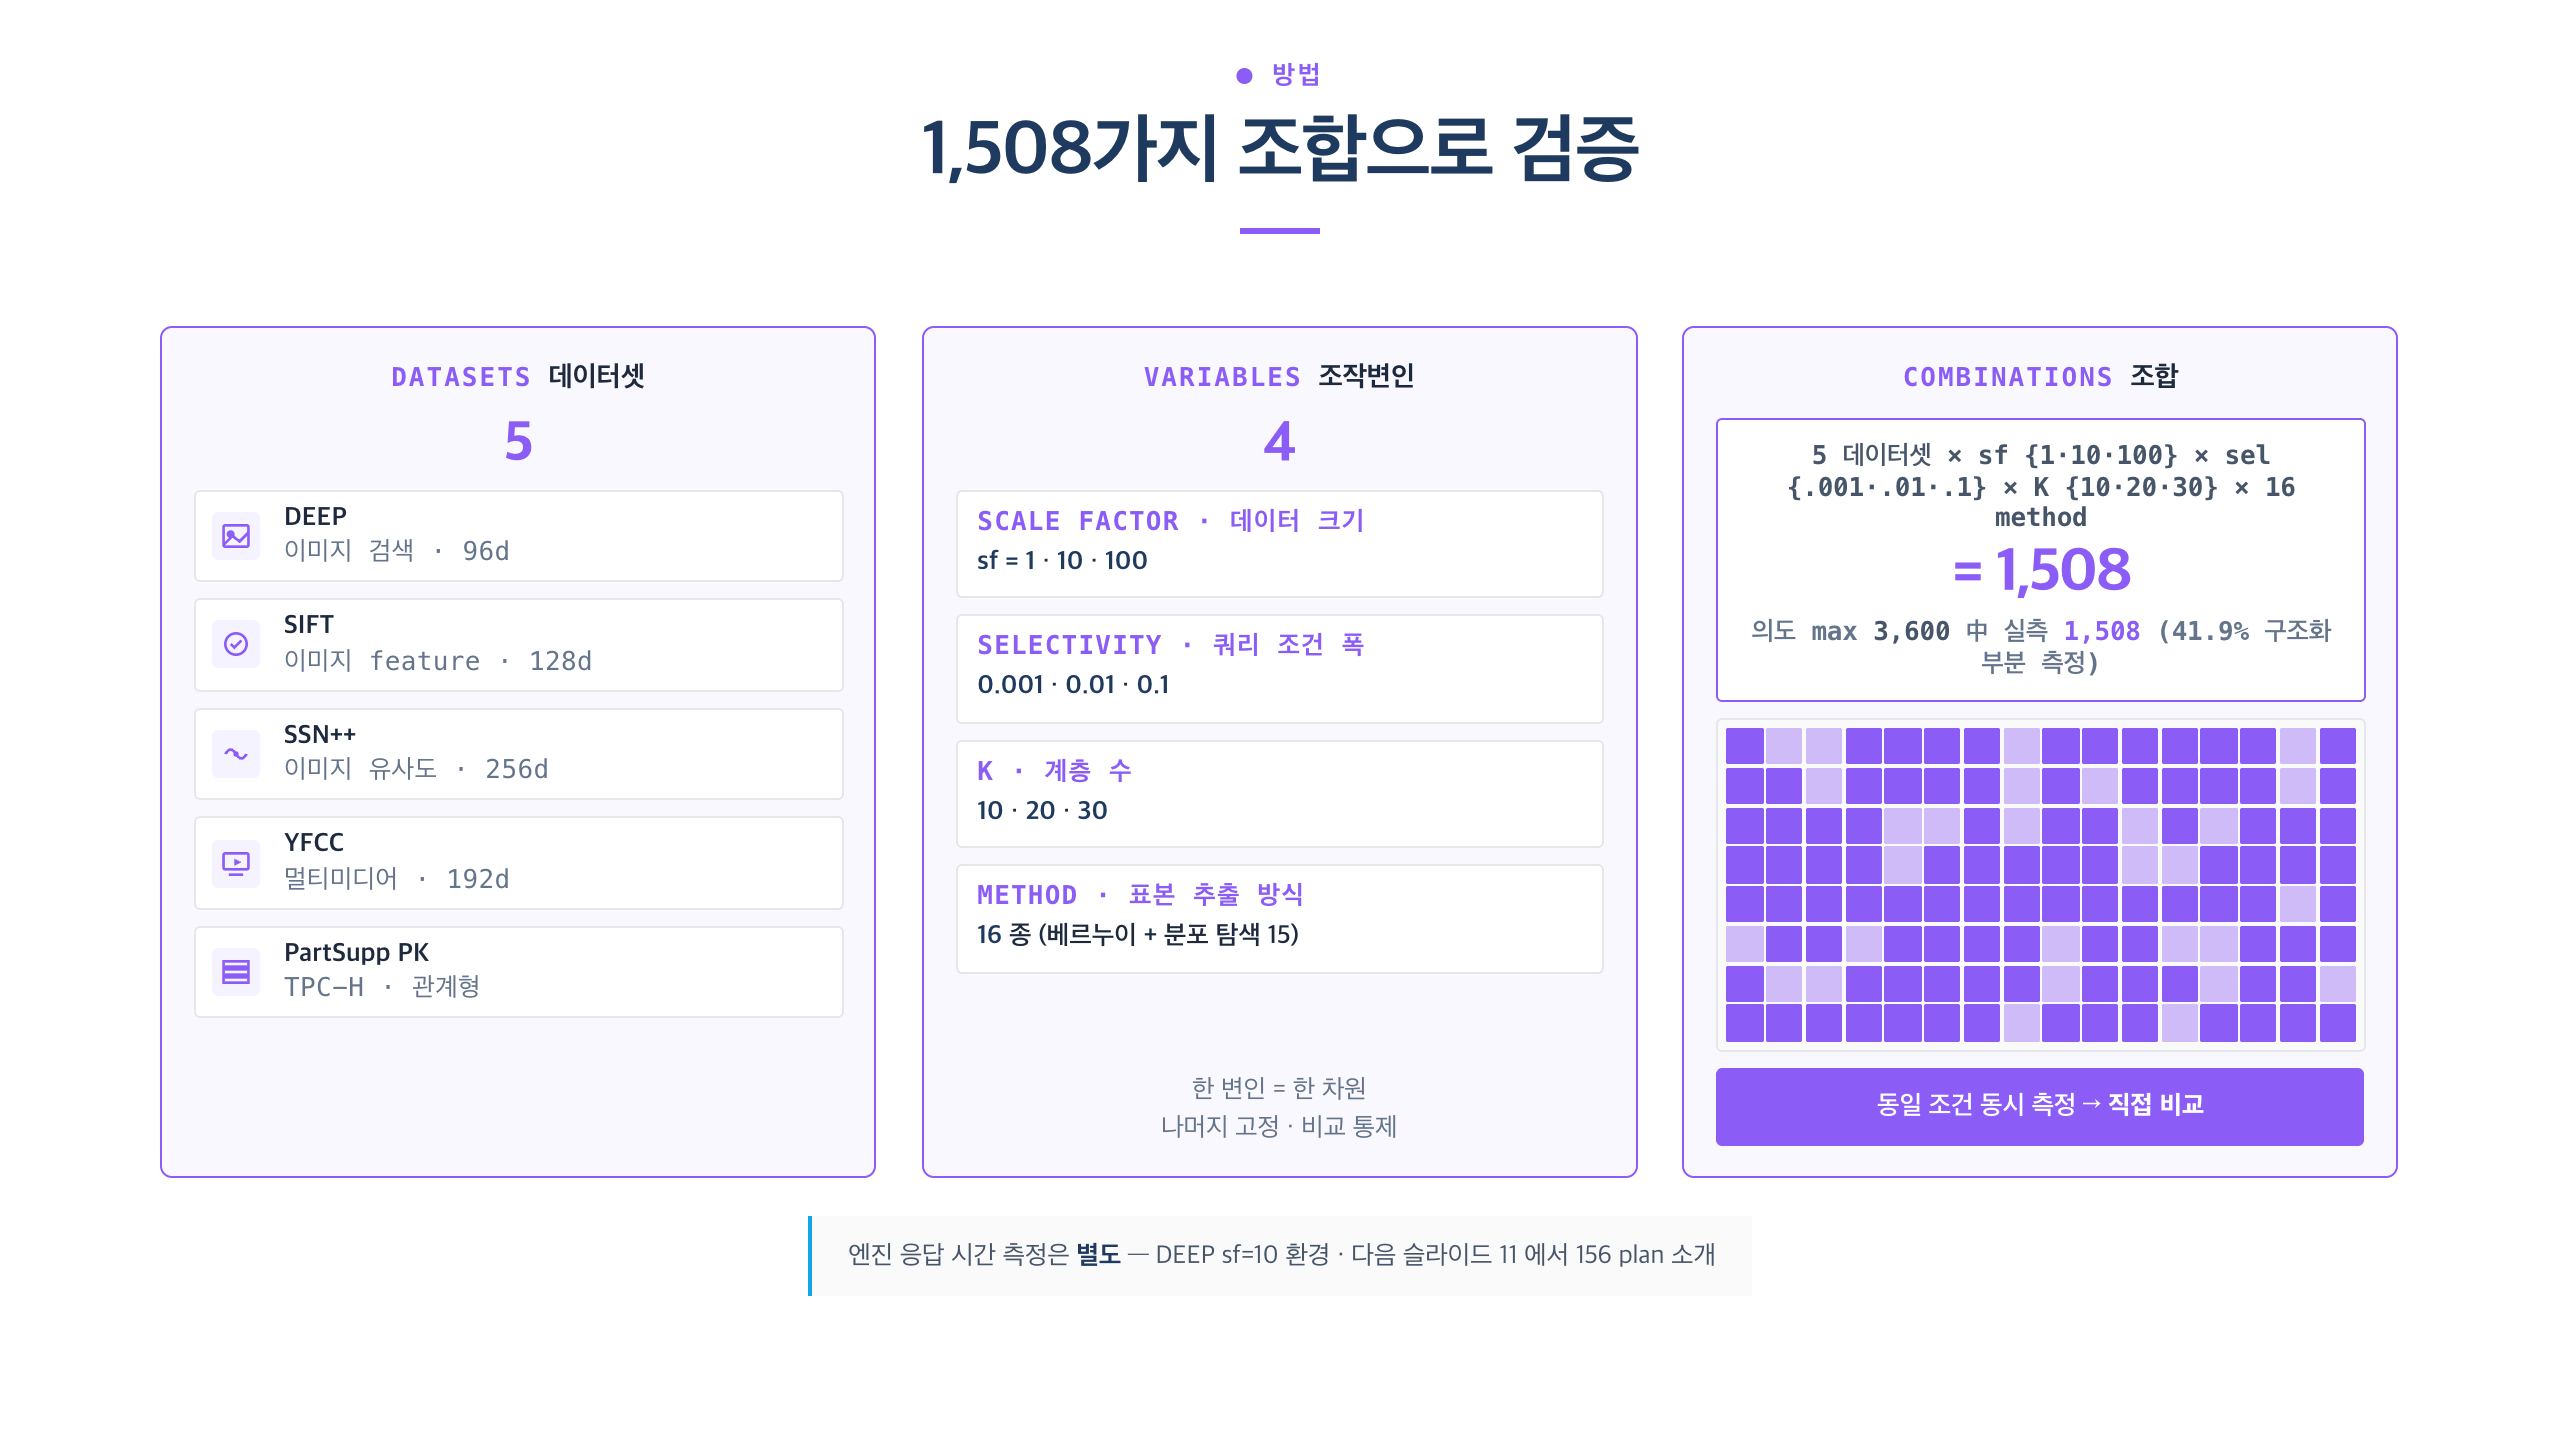 방법
1,508가지 조합으로 검증
DATASETS 데이터셋
5
DEEP
이미지 검색 · 96d
SIFT
이미지 feature · 128d
SSN++
이미지 유사도 · 256d
YFCC
멀티미디어 · 192d
PartSupp PK
TPC-H · 관계형
VARIABLES 조작변인
4
SCALE FACTOR · 데이터 크기
sf = 1 · 10 · 100
SELECTIVITY · 쿼리 조건 폭
0.001 · 0.01 · 0.1
K · 계층 수
10 · 20 · 30
METHOD · 표본 추출 방식
16 종 (베르누이 + 분포 탐색 15)
한 변인 = 한 차원
나머지 고정 · 비교 통제
COMBINATIONS 조합
5 데이터셋 × sf {1·10·100} × sel
{.001·.01·.1} × K {10·20·30} × 16
method
= 1,508
의도 max 3,600 中 실측 1,508 (41.9% 구조화
부분 측정)
동일 조건 동시 측정 → 직접 비교
엔진 응답 시간 측정은 별도 — DEEP sf=10 환경 · 다음 슬라이드 11 에서 156 plan 소개